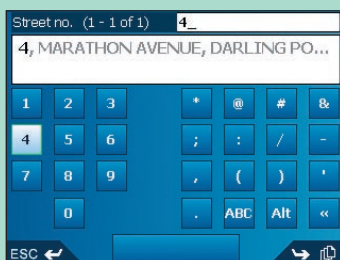 Street no. (1 - 1 of 1) 4_
4, MARATHON AVENUE, DARLING PO...
1 2 3 * @ # &
4 5 6 ; : / -
7 8 9 , ( ) '
0 . ABC Alt «
ESC